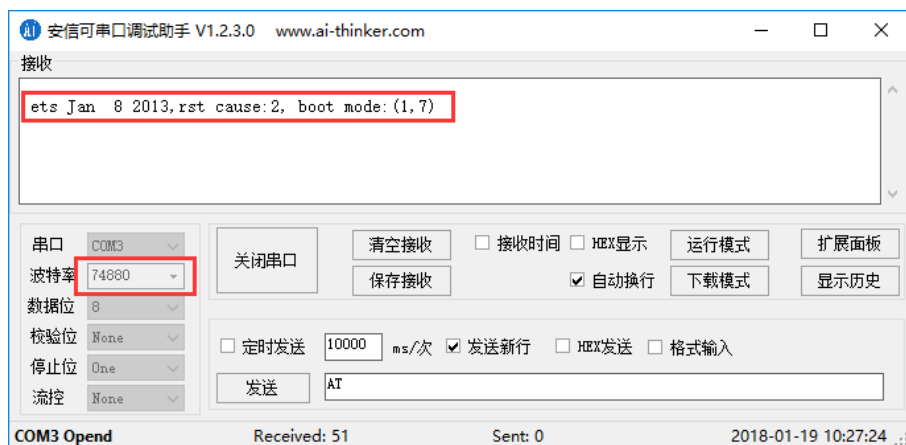 安信可串口调试助手 V1.2.3.0 www.ai-thinker.com
接收
ets Jan  8 2013,rst cause:2, boot mode:(1,7)
串口 COM3
波特率 74880
数据位 8
校验位 None
停止位 One
流控 None
关闭串口
清空接收 接收时间 HEX显示 运行模式 扩展面板
保存接收 自动换行 下载模式 显示历史
定时发送 10000 ms/次 发送新行 HEX发送 格式输入
发送 AT
COM3 Opend Received: 51 Sent: 0 2018-01-19 10:27:24